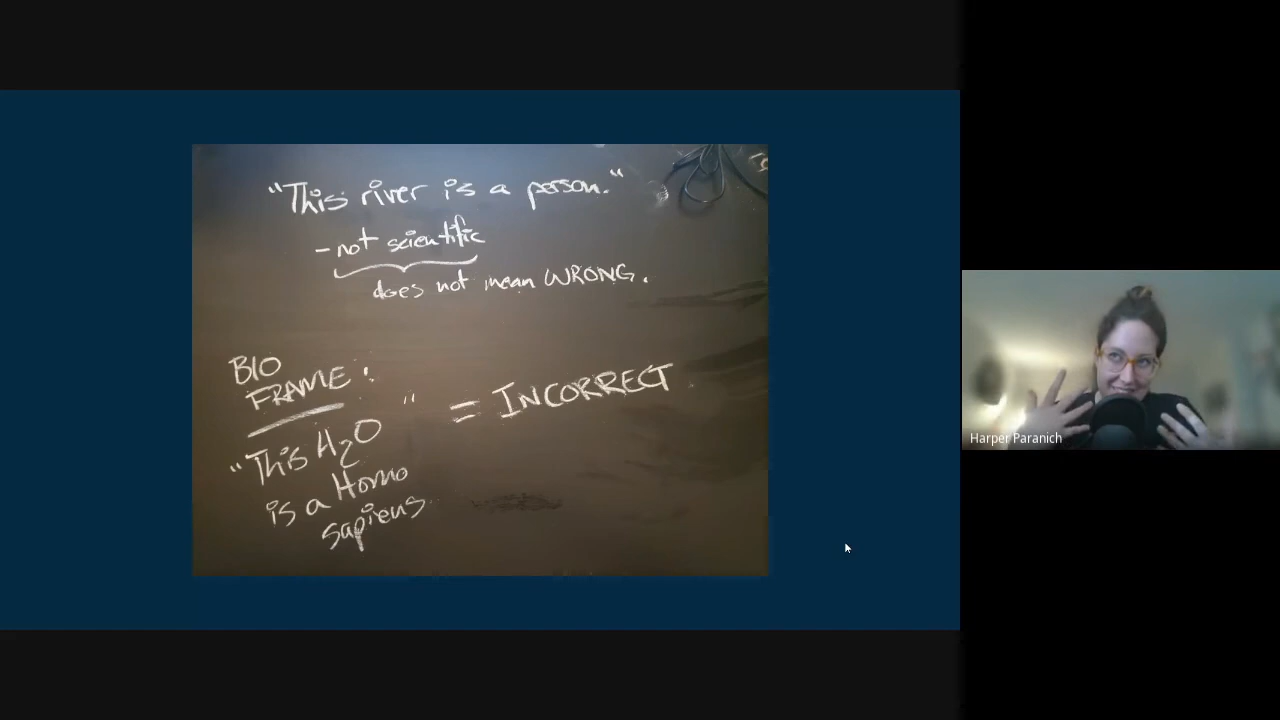 "This river is a person."
- not scientific
does not mean WRONG.
BIO
FRAME:
"This H₂O " = INCORRECT
is a Homo
sapiens.
Harper Paranich